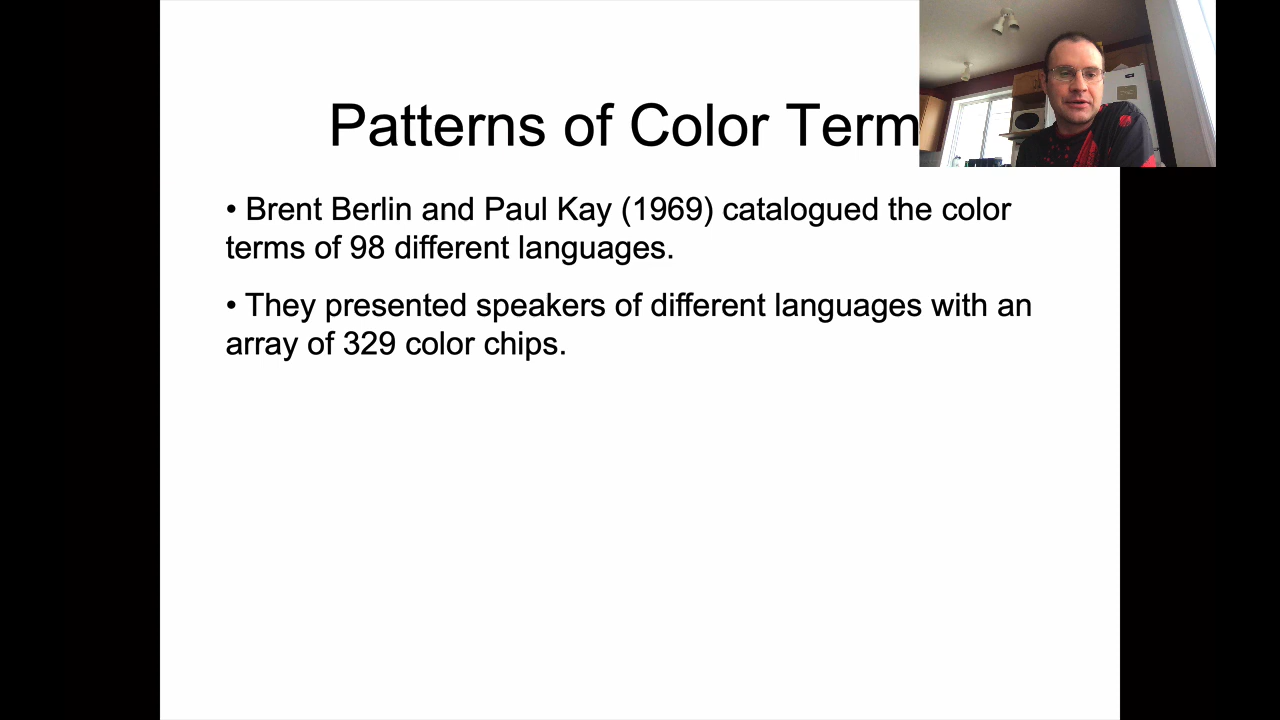 Patterns of Color Term
• Brent Berlin and Paul Kay (1969) catalogued the color
terms of 98 different languages.
• They presented speakers of different languages with an
array of 329 color chips.